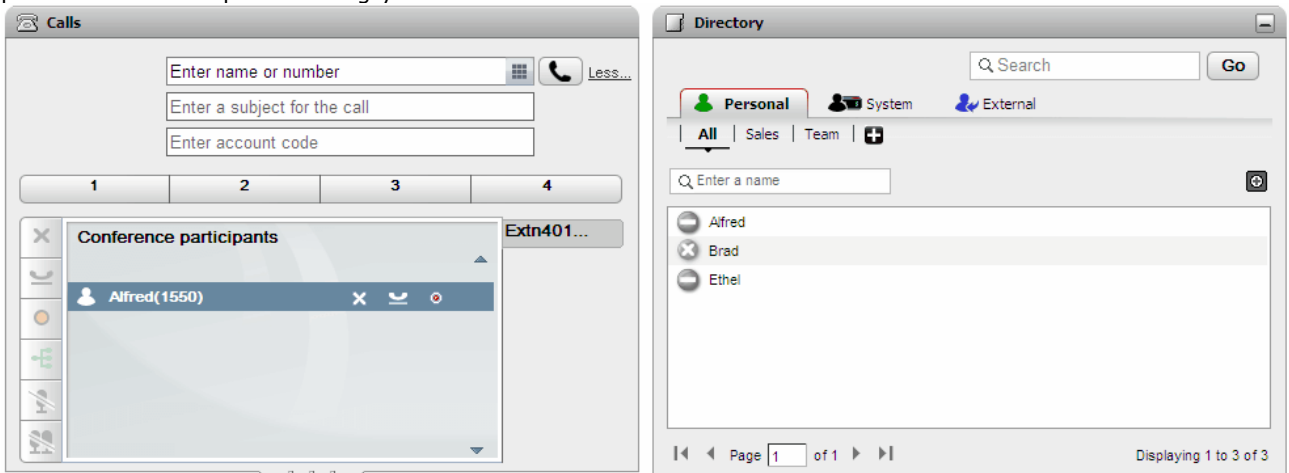 Calls
Enter name or number
Less...
Enter a subject for the call
Enter account code
1 2 3 4
Conference participants
Extn401...
Alfred(1550)
Directory
Search
Go
Personal System External
All Sales Team
Enter a name
Alfred
Brad
Ethel
Page 1 of 1
Displaying 1 to 3 of 3